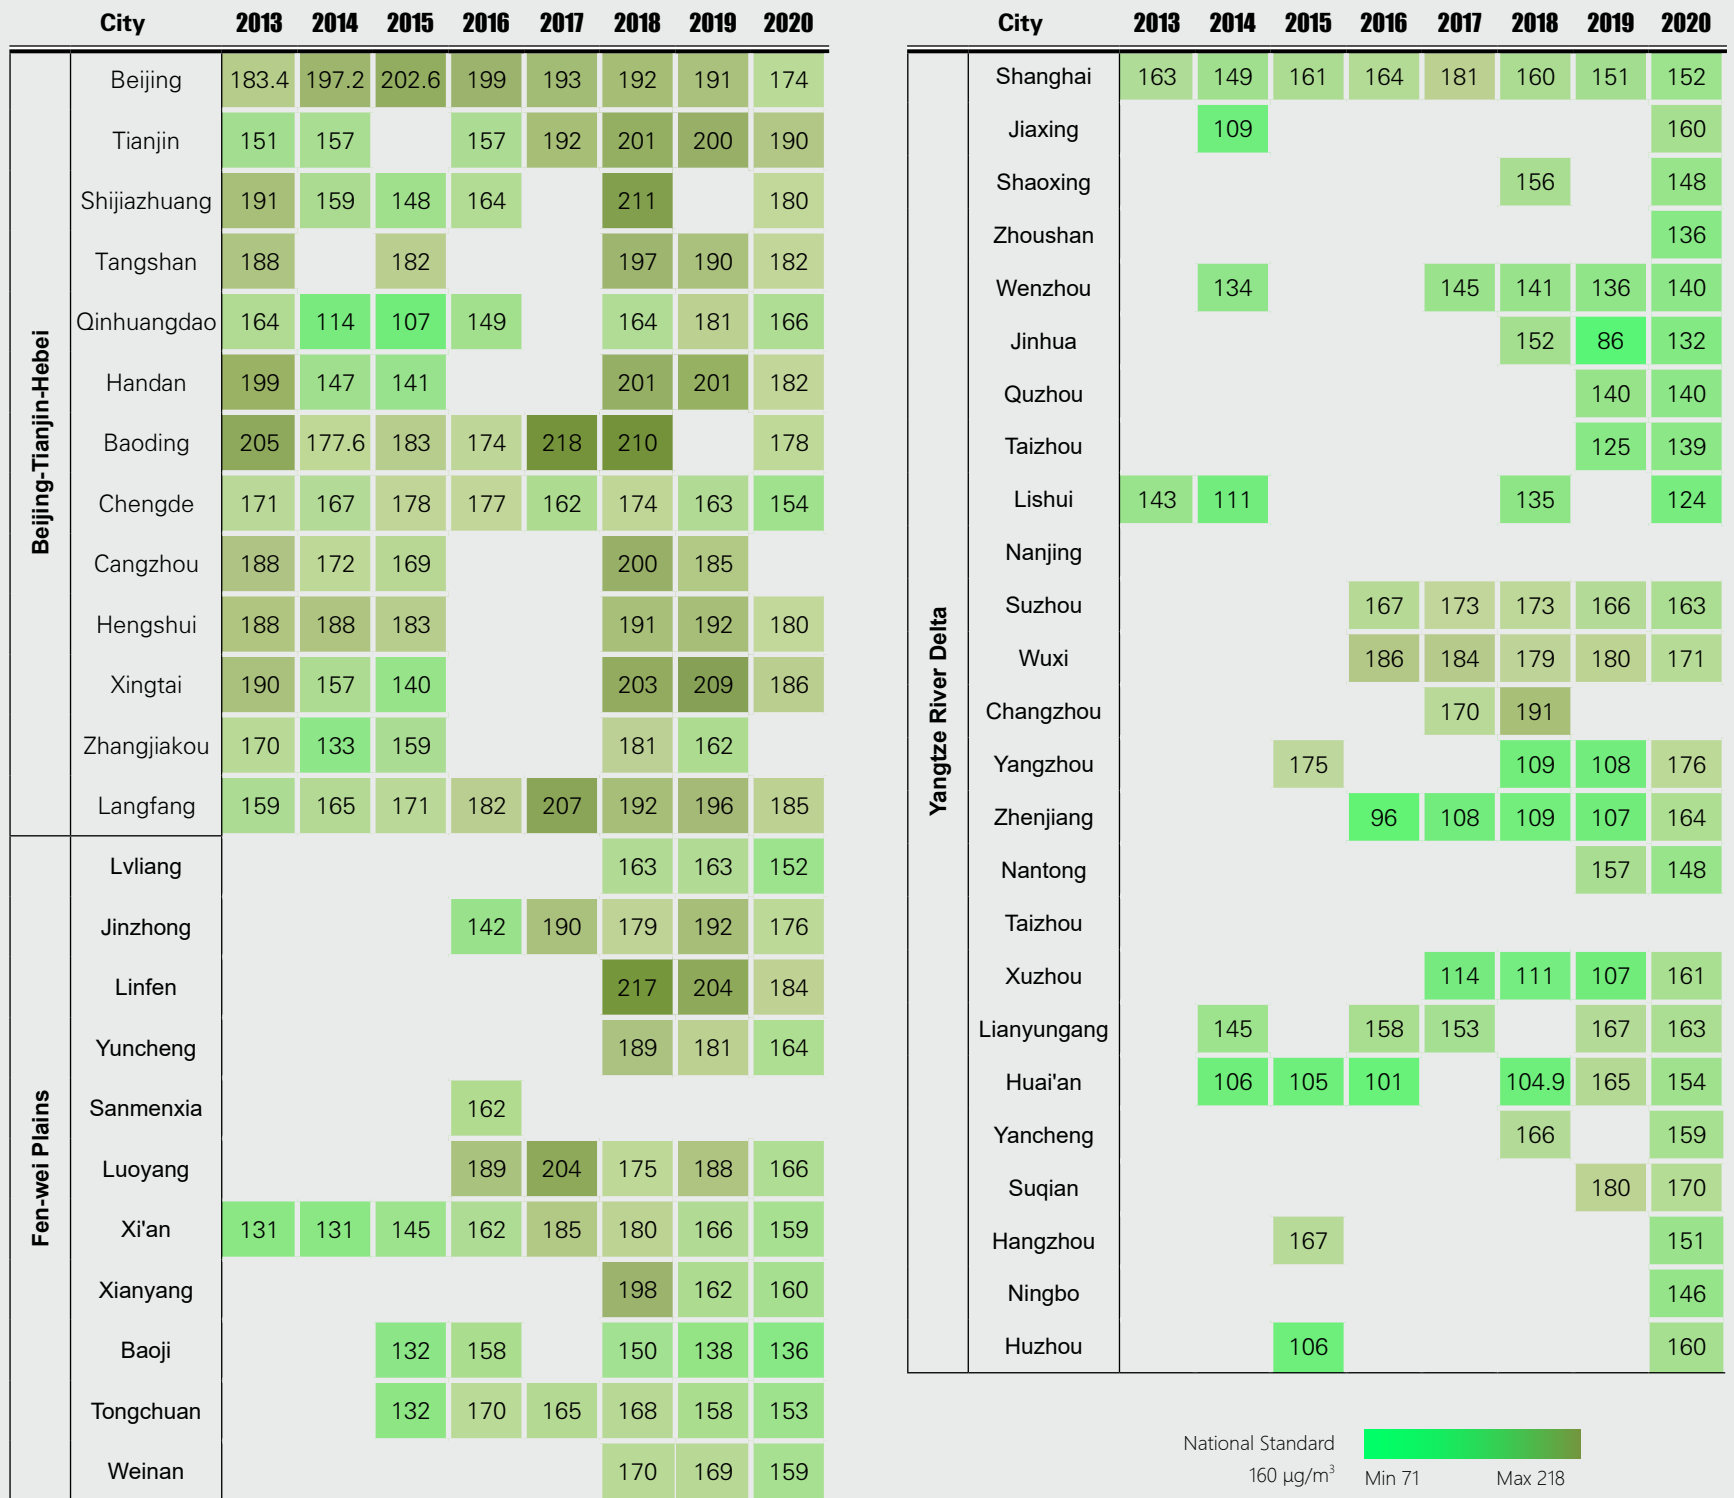 City 2013 2014 2015 2016 2017 2018 2019 2020
Beijing-Tianjin-Hebei
Beijing 183.4 197.2 202.6 199 193 192 191 174
Tianjin 151 157 157 192 201 200 190
Shijiazhuang 191 159 148 164 211 180
Tangshan 188 182 197 190 182
Qinhuangdao 164 114 107 149 164 181 166
Handan 199 147 141 201 201 182
Baoding 205 177.6 183 174 218 210 178
Chengde 171 167 178 177 162 174 163 154
Cangzhou 188 172 169 200 185
Hengshui 188 188 183 191 192 180
Xingtai 190 157 140 203 209 186
Zhangjiakou 170 133 159 181 162
Langfang 159 165 171 182 207 192 196 185
Fen-wei Plains
Lvliang 163 163 152
Jinzhong 142 190 179 192 176
Linfen 217 204 184
Yuncheng 189 181 164
Sanmenxia 162
Luoyang 189 204 175 188 166
Xi'an 131 131 145 162 185 180 166 159
Xianyang 198 162 160
Baoji 132 158 150 138 136
Tongchuan 132 170 165 168 158 153
Weinan 170 169 159
City 2013 2014 2015 2016 2017 2018 2019 2020
Yangtze River Delta
Shanghai 163 149 161 164 181 160 151 152
Jiaxing 109 160
Shaoxing 156 148
Zhoushan 136
Wenzhou 134 145 141 136 140
Jinhua 152 86 132
Quzhou 140 140
Taizhou 125 139
Lishui 143 111 135 124
Nanjing
Suzhou 167 173 173 166 163
Wuxi 186 184 179 180 171
Changzhou 170 191
Yangzhou 175 109 108 176
Zhenjiang 96 108 109 107 164
Nantong 157 148
Taizhou
Xuzhou 114 111 107 161
Lianyungang 145 158 153 167 163
Huai'an 106 105 101 104.9 165 154
Yancheng 166 159
Suqian 180 170
Hangzhou 167 151
Ningbo 146
Huzhou 106 160
National Standard
160 µg/m³ Min 71 Max 218